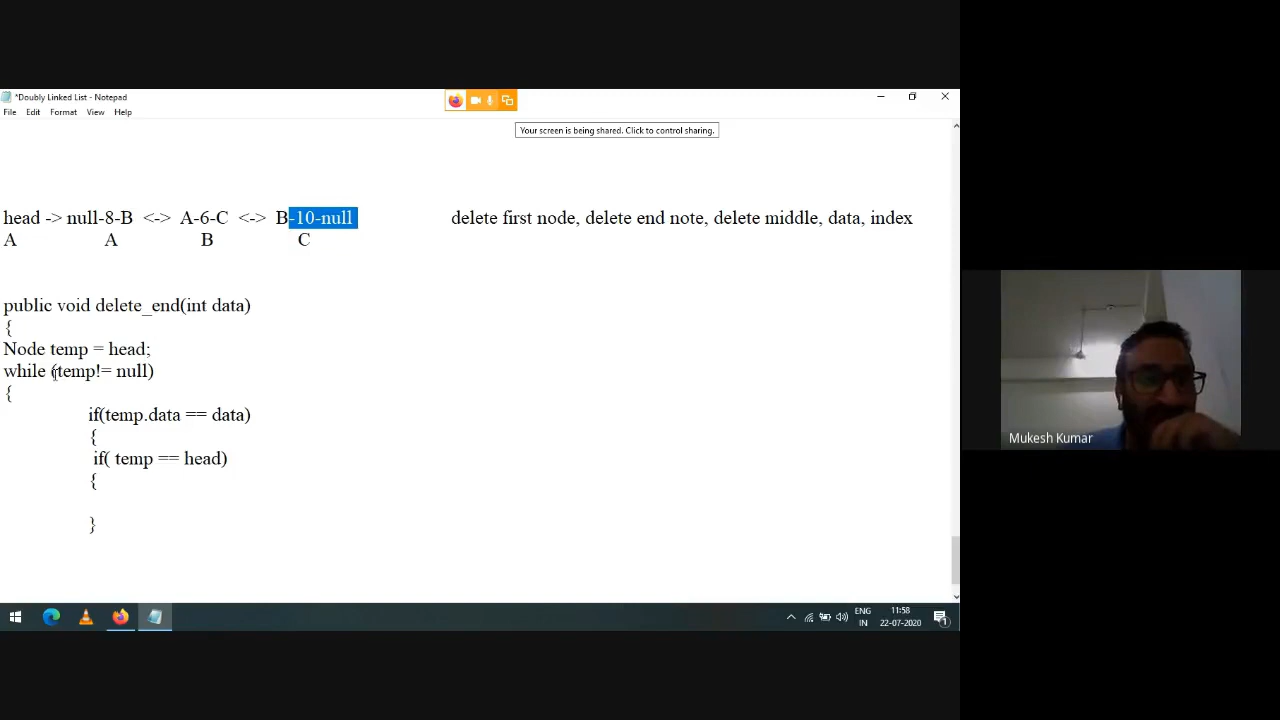 *Doubly Linked List - Notepad
File Edit Format View Help
Your screen is being shared. Click to control sharing.
head -> null-8-B <-> A-6-C <-> B-10-null delete first node, delete end note, delete middle, data, index
A A B C
public void delete_end(int data)
{
Node temp = head;
while (temp!= null)
{
if(temp.data == data)
{
if( temp == head)
{
}
Mukesh Kumar
ENG 11:58
IN 22-07-2020
1